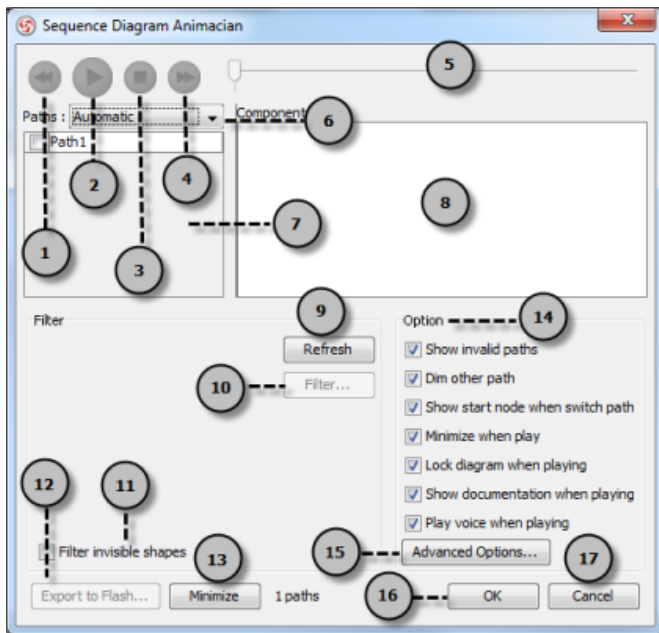 Sequence Diagram Animacian
5
Paths : Automatic
Component
6
Path1
2
4
8
7
1
3
9
Filter
Option
14
Refresh
Show invalid paths
10
Filter...
Dim other path
Show start node when switch path
Minimize when play
12
11
Lock diagram when playing
Show documentation when playing
Play voice when playing
Filter invisible shapes
13
15
Advanced Options...
17
Export to Flash...
Minimize
1 paths
16
OK
Cancel